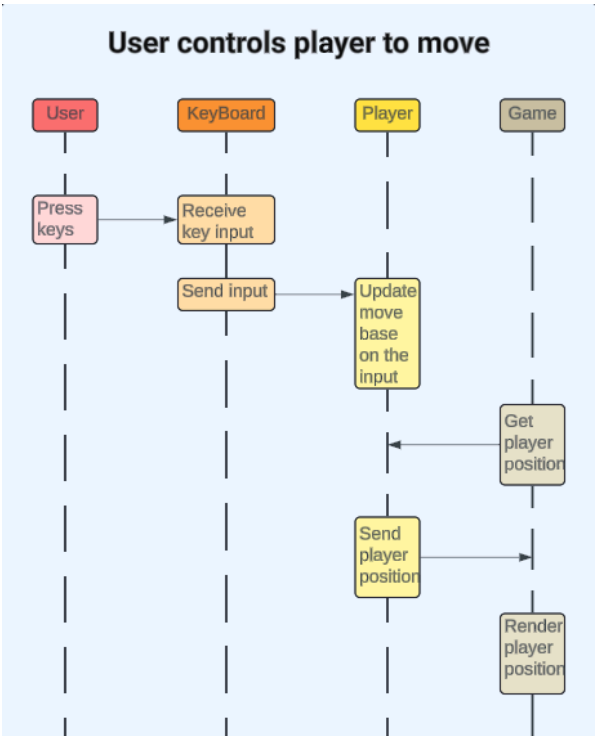 User controls player to move
User
KeyBoard
Player
Game
Press
keys
Receive
key input
Send input
Update
move
base
on the
input
Get
player
position
Send
player
position
Render
player
position